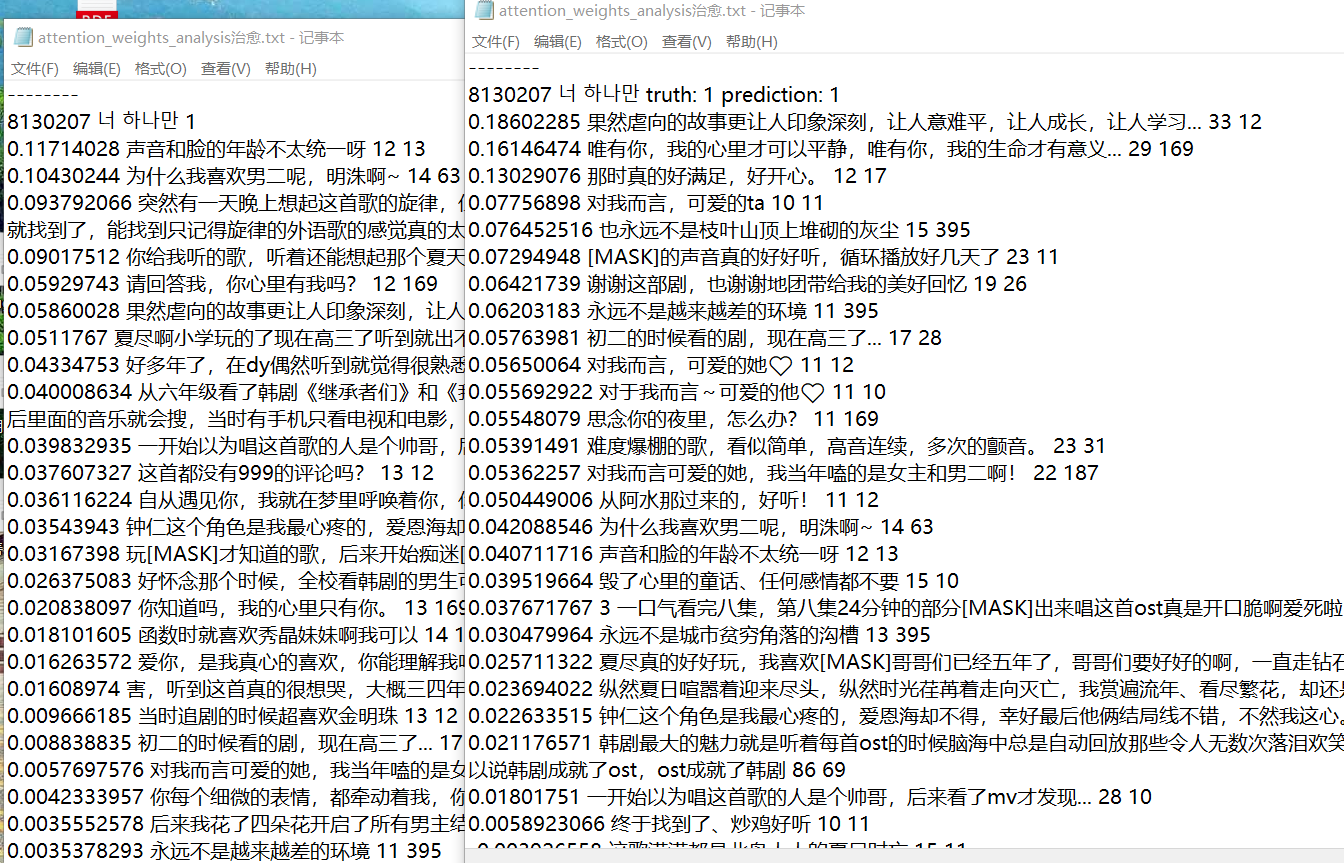 PDF
attention_weights_analysis治愈.txt - 记事本
文件(F) 编辑(E) 格式(O) 查看(V) 帮助(H)
--------
8130207 너 하나만 1
0.11714028 声音和脸的年龄不太统一呀 12 13
0.10430244 为什么我喜欢男二呢，明洙啊~ 14 63
0.093792066 突然有一天晚上想起这首歌的旋律，
就找到了，能找到只记得旋律的外语歌的感觉真的太
0.09017512 你给我听的歌，听着还能想起那个夏天
0.05929743 请回答我，你心里有我吗？ 12 169
0.05860028 果然虐向的故事更让人印象深刻，让人
0.0511767 夏尽啊小学玩的了现在高三了听到就出不
0.04334753 好多年了，在dy偶然听到就觉得很熟悉
0.040008634 从六年级看了韩剧《继承者们》和《
后里面的音乐就会搜，当时有手机只看电视和电影，
0.039832935 一开始以为唱这首歌的人是个帅哥，
0.037607327 这首都没有999的评论吗？ 13 12
0.036116224 自从遇见你，我就在梦里呼唤着你，
0.03543943 钟仁这个角色是我最心疼的，爱恩海却
0.03167398 玩[MASK]才知道的歌，后来开始痴迷[
0.026375083 好怀念那个时候，全校看韩剧的男生
0.020838097 你知道吗，我的心里只有你。 13 169
0.018101605 函数时就喜欢秀晶妹妹啊我可以 14 1
0.016263572 爱你，是我真心的喜欢，你能理解我
0.01608974 害，听到这首真的很想哭，大概三四年
0.009666185 当时追剧的时候超喜欢金明珠 13 12
0.008838835 初二的时候看的剧，现在高三了... 17
0.0057697576 对我而言可爱的她，我当年嗑的是女
0.0042333957 你每个细微的表情，都牵动着我，你
0.0035552578 后来我花了四朵花开启了所有男主结
0.0035378293 永远不是越来越差的环境 11 395
attention_weights_analysis治愈.txt - 记事本
文件(F) 编辑(E) 格式(O) 查看(V) 帮助(H)
--------
8130207 너 하나만 truth: 1 prediction: 1
0.18602285 果然虐向的故事更让人印象深刻，让人意难平，让人成长，让人学习... 33 12
0.16146474 唯有你，我的心里才可以平静，唯有你，我的生命才有意义... 29 169
0.13029076 那时真的好满足，好开心。 12 17
0.07756898 对我而言，可爱的ta 10 11
0.076452516 也永远不是枝叶山顶上堆砌的灰尘 15 395
0.07294948 [MASK]的声音真的好好听，循环播放好几天了 23 11
0.06421739 谢谢这部剧，也谢谢地团带给我的美好回忆 19 26
0.06203183 永远不是越来越差的环境 11 395
0.05763981 初二的时候看的剧，现在高三了... 17 28
0.05650064 对我而言，可爱的她♡ 11 12
0.055692922 对于我而言～可爱的他♡ 11 10
0.05548079 思念你的夜里，怎么办？ 11 169
0.05391491 难度爆棚的歌，看似简单，高音连续，多次的颤音。 23 31
0.05362257 对我而言可爱的她，我当年嗑的是女主和男二啊！ 22 187
0.050449006 从阿水那过来的，好听！ 11 12
0.042088546 为什么我喜欢男二呢，明洙啊~ 14 63
0.040711716 声音和脸的年龄不太统一呀 12 13
0.039519664 毁了心里的童话、任何感情都不要 15 10
0.037671767 3 一口气看完八集，第八集24分钟的部分[MASK]出来唱这首ost真是开口脆啊爱死啦
0.030479964 永远不是城市贫穷角落的沟槽 13 395
0.025711322 夏尽真的好好玩，我喜欢[MASK]哥哥们已经五年了，哥哥们要好好的啊，一直走钻石
0.023694022 纵然夏日喧嚣着迎来尽头，纵然时光荏苒着走向灭亡，我赏遍流年、看尽繁花，却还是
0.022633515 钟仁这个角色是我最心疼的，爱恩海却不得，幸好最后他俩结局线不错，不然我这心。
0.021176571 韩剧最大的魅力就是听着每首ost的时候脑海中总是自动回放那些令人无数次落泪欢笑
以说韩剧成就了ost，ost成就了韩剧 86 69
0.01801751 一开始以为唱这首歌的人是个帅哥，后来看了mv才发现... 28 10
0.0058923066 终于找到了、炒鸡好听 10 11